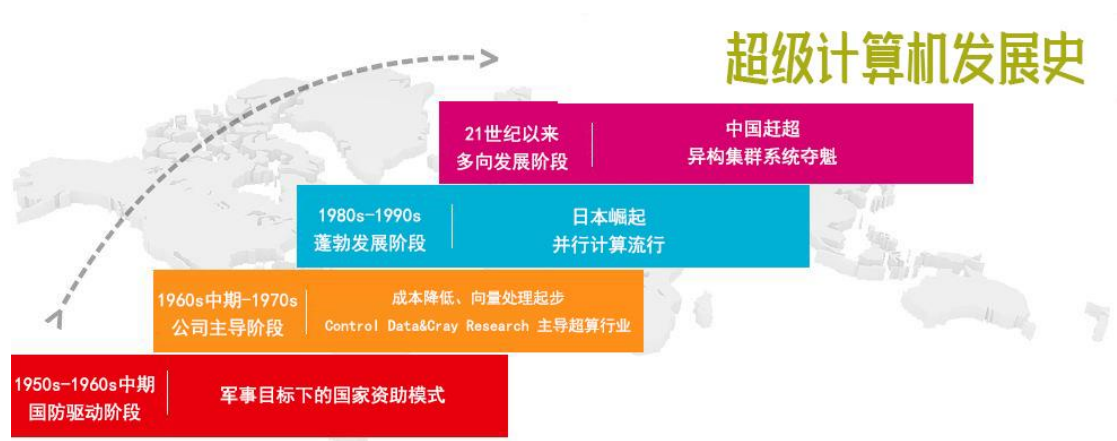 超级计算机发展史
21世纪以来
多向发展阶段
中国赶超
异构集群系统夺魁
1980s-1990s
蓬勃发展阶段
日本崛起
并行计算流行
1960s中期-1970s
公司主导阶段
成本降低、向量处理起步
Control Data&Cray Research 主导超算行业
1950s-1960s中期
国防驱动阶段
军事目标下的国家资助模式